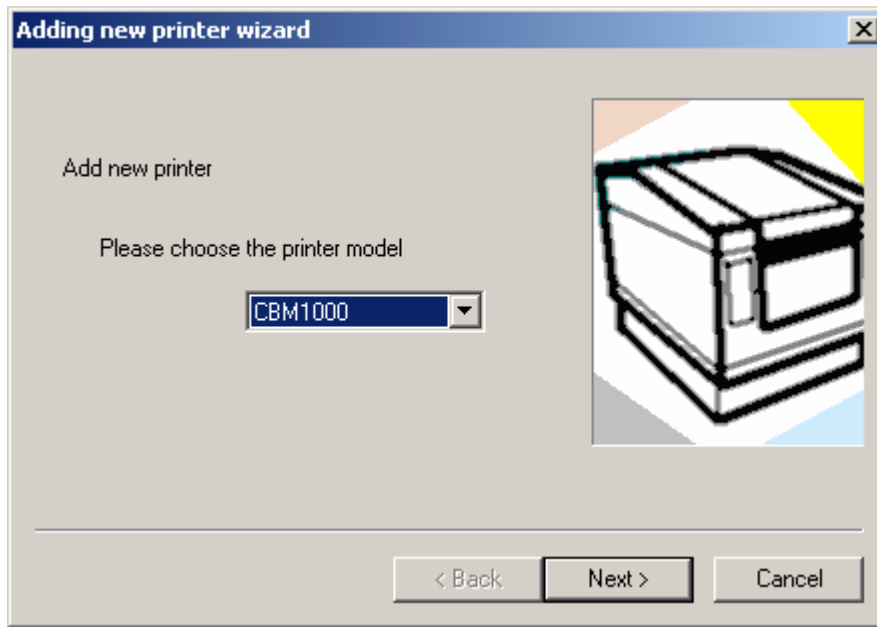 Adding new printer wizard
Add new printer
Please choose the printer model
CBM1000
< Back
Next >
Cancel